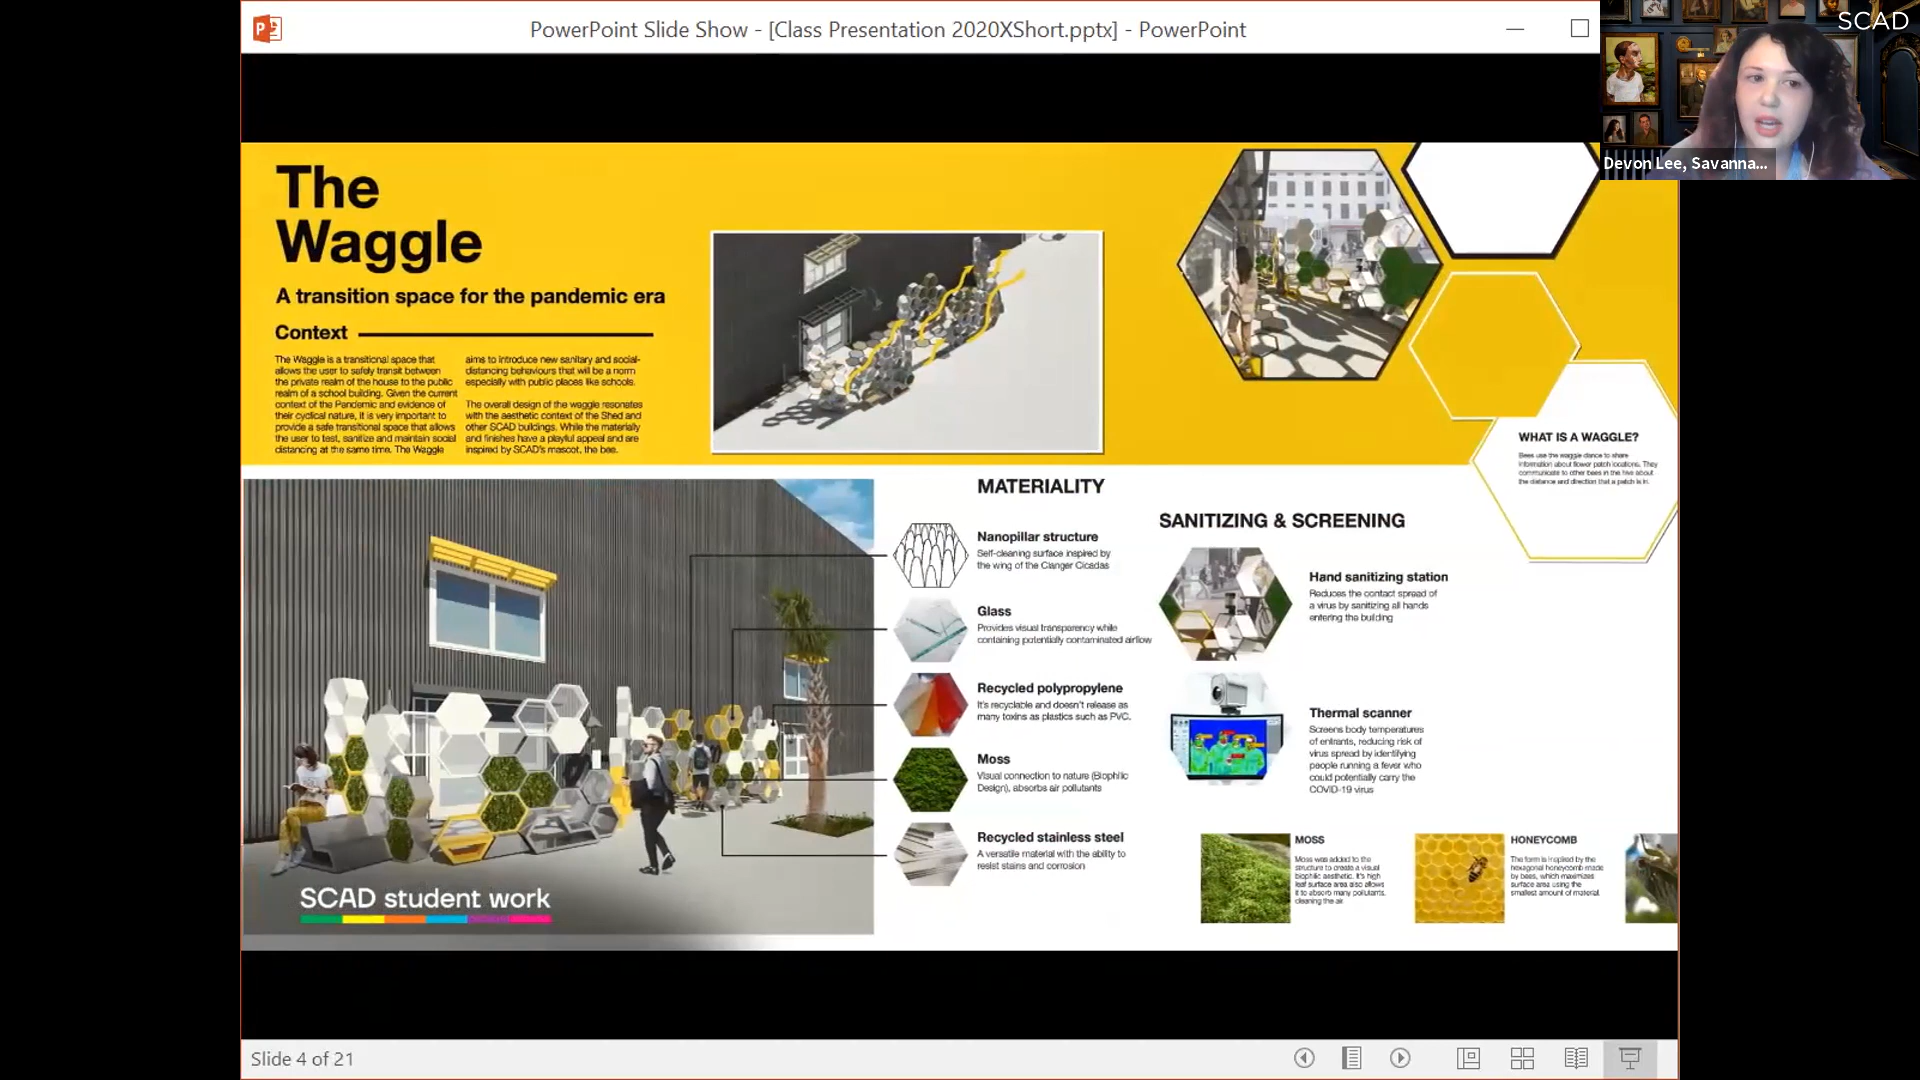 PowerPoint Slide Show - [Class Presentation 2020XShort.pptx] - PowerPoint
SCAD
Devon Lee, Savanna...
The
Waggle
A transition space for the pandemic era
Context
The Waggle is a transitional space that
allows the user to safely transit between
the private realm of the house to the public
realm of a school building. Given the current
context of the Pandemic and evidence of
their cyclical nature, it is very important to
provide a safe transitional space that allows
the user to test, sanitize and maintain social
distancing at the same time. The Waggle
aims to introduce new sanitary and social-
distancing behaviours that will be a norm
especially with public places like schools.
The overall design of the waggle resonates
with the aesthetic context of the Shed and
other SCAD buildings. While the materially
and finishes have a playful appeal and are
inspired by SCAD's mascot, the bee.
WHAT IS A WAGGLE?
Bees use the waggle dance to share
information about flower patch locations. They
communicate to other bees in the hive about
the distance and direction that a patch is in.
MATERIALITY
Nanopillar structure
Self-cleaning surface inspired by
the wing of the Clanger Cicadas
Glass
Provides visual transparency while
containing potentially contaminated airflow
Recycled polypropylene
It's recyclable and doesn't release as
many toxins as plastics such as PVC.
Moss
Visual connection to nature (Biophilic
Design), absorbs air pollutants
Recycled stainless steel
A versatile material with the ability to
resist stains and corrosion
SANITIZING & SCREENING
Hand sanitizing station
Reduces the contact spread of
a virus by sanitizing all hands
entering the building
Thermal scanner
Screens body temperatures
of entrants, reducing risk of
virus spread by identifying
people running a fever who
could potentially carry the
COVID-19 virus
MOSS
Moss was added to the
structure to create a visual
biophilic aesthetic. It's high
leaf surface area also allows
it to absorb many pollutants,
cleaning the air
HONEYCOMB
The form is inspired by the
hexagonal honeycomb made
by bees, which maximizes
surface area using the
smallest amount of material.
SCAD student work
Slide 4 of 21